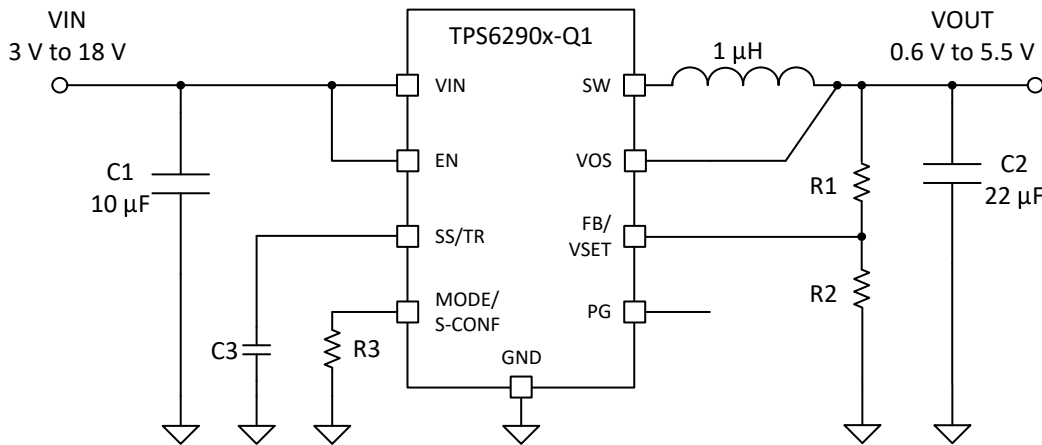 VIN
3 V to 18 V
TPS6290x-Q1
VOUT
0.6 V to 5.5 V
1 µH
VIN
SW
EN
VOS
C1
10 µF
R1
C2
22 µF
SS/TR
FB/
VSET
MODE/
S-CONF
PG
R2
C3
R3
GND